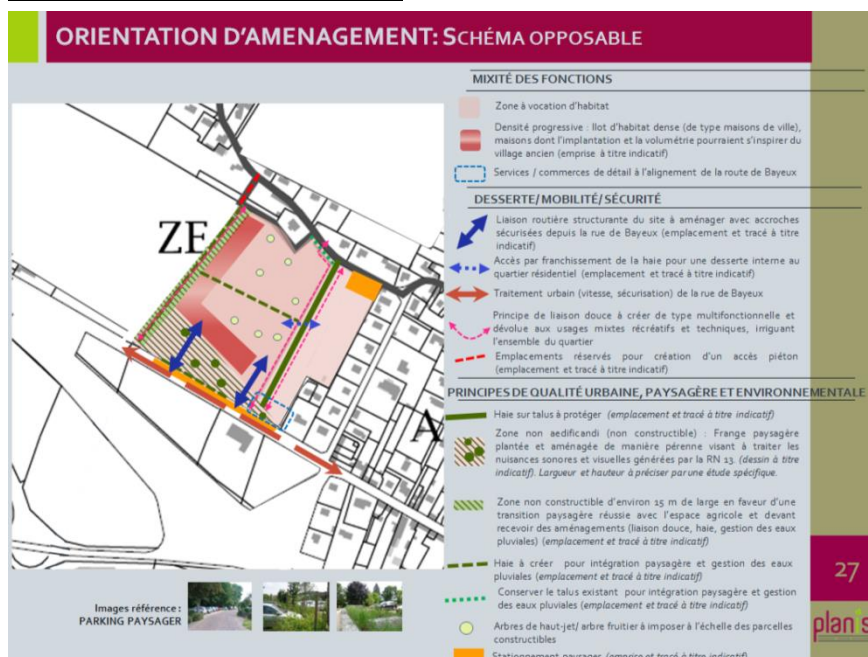 ORIENTATION D’AMENAGEMENT: SCHÉMA OPPOSABLE
MIXITÉ DES FONCTIONS
Zone à vocation d'habitat
Densité progressive : Ilot d'habitat dense (de type maisons de ville),
maisons dont l'implantation et la volumétrie pourraient s'inspirer du
village ancien (emprise à titre indicatif)
Services / commerces de détail à l'alignement de la route de Bayeux
DESSERTE/MOBILITÉ/SÉCURITÉ
Liaison routière structurante du site à aménager avec accroches
sécurisées depuis la rue de Bayeux (emplacement et tracé à titre
indicatif)
Accès par franchissement de la haie pour une desserte interne au
quartier résidentiel (emplacement et tracé à titre indicatif)
Traitement urbain (vitesse, sécurisation) de la rue de Bayeux
Principe de liaison douce à créer de type multifonctionnelle et
dévolue aux usages mixtes récréatifs et techniques, irriguant
l'ensemble du quartier
Emplacements réservés pour création d'un accès piéton
(emplacement et tracé à titre indicatif)
PRINCIPES DE QUALITÉ URBAINE, PAYSAGÈRE ET ENVIRONNEMENTALE
Haie sur talus à protéger (emplacement et tracé à titre indicatif)
Zone non aedificandi (non constructible) : Frange paysagère
plantée et aménagée de manière pérenne visant à traiter les
nuisances sonores et visuelles générées par la RN 13. (dessin à titre
indicatif). Largueur et hauteur à préciser par une étude spécifique.
Zone non constructible d'environ 15 m de large en faveur d'une
transition paysagère réussie avec l'espace agricole et devant
recevoir des aménagements (liaison douce, haie, gestion des eaux
pluviales) (emplacement et tracé à titre indicatif)
Haie à créer pour intégration paysagère et gestion des eaux
pluviales (emplacement et tracé à titre indicatif)
Conserver le talus existant pour intégration paysagère et gestion
des eaux pluviales (emplacement et tracé à titre indicatif)
Arbres de haut-jet/ arbre fruitier à imposer à l'échelle des parcelles
constructibles
Stationnement paysager (emprise et tracé à titre indicatif)
ZE
A
Images référence :
PARKING PAYSAGER
27
planis